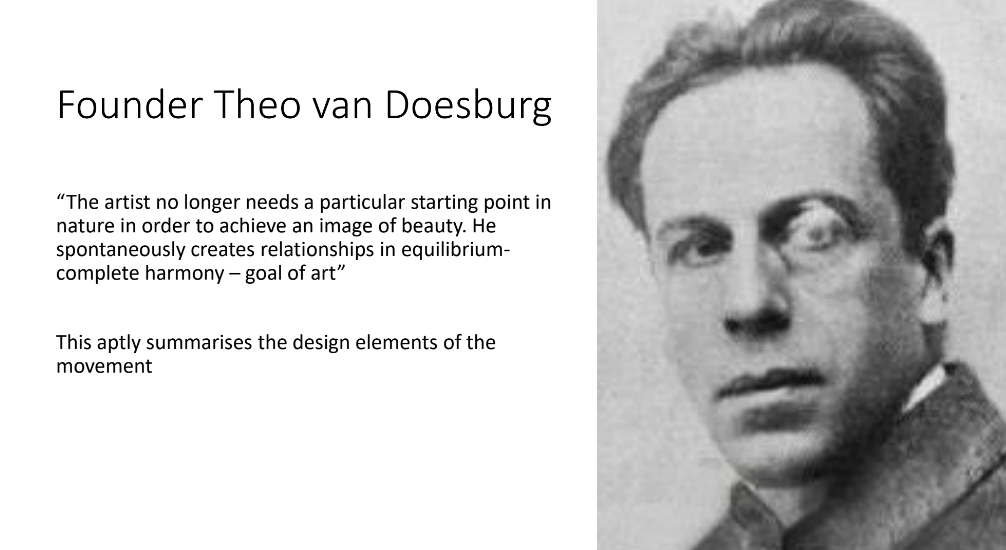 Founder Theo van Doesburg
“The artist no longer needs a particular starting point in
nature in order to achieve an image of beauty. He
spontaneously creates relationships in equilibrium-
complete harmony – goal of art”
This aptly summarises the design elements of the
movement